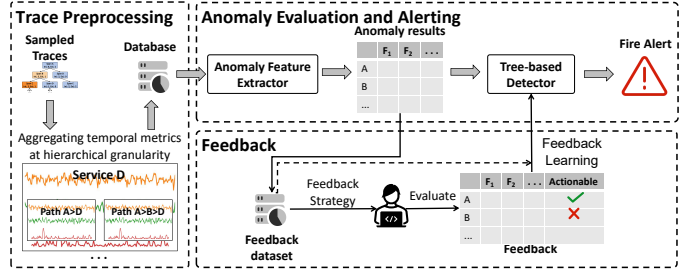 Trace Preprocessing
Sampled
Traces
Database
Aggregating temporal metrics
at hierarchical granularity
Service D
Path A>D
Path A>B>D
...
Anomaly Evaluation and Alerting
Anomaly Feature
Extractor
Anomaly results
F1 F2 ...
A
B
...
Tree-based
Detector
Fire Alert
Feedback
Feedback
dataset
Feedback
Strategy
Evaluate
Feedback
Learning
F1 F2 ... Actionable
A
B
...
Feedback